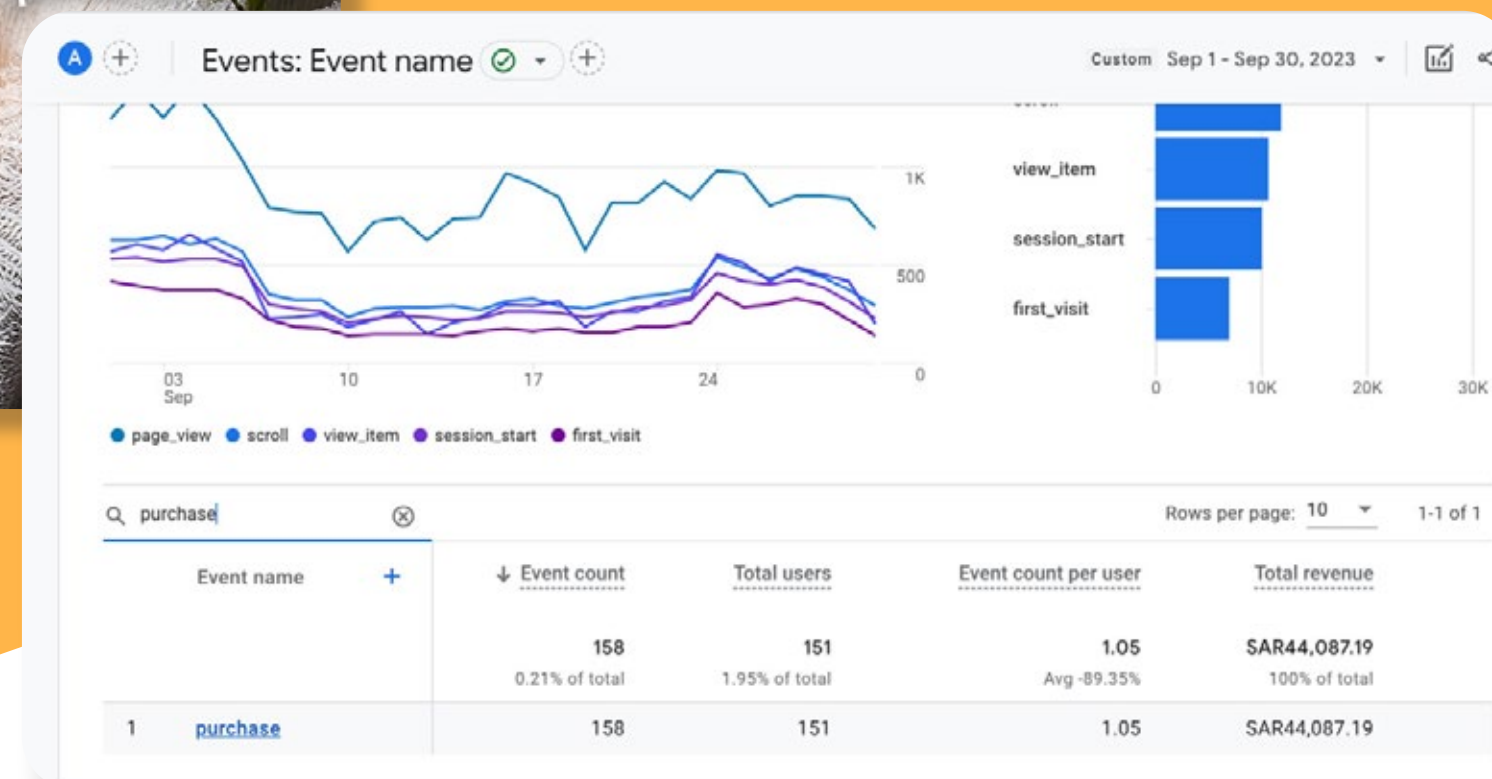 A
Events: Event name
Custom Sep 1 - Sep 30, 2023
view_item
session_start
first_visit
1K
500
0
03
Sep
10
17
24
0
10K
20K
30K
page_view scroll view_item session_start first_visit
purchase
Rows per page: 10
1-1 of 1
Event name + Event count Total users Event count per user Total revenue
158 151 1.05 SAR44,087.19
0.21% of total 1.95% of total Avg -89.35% 100% of total
1 purchase 158 151 1.05 SAR44,087.19